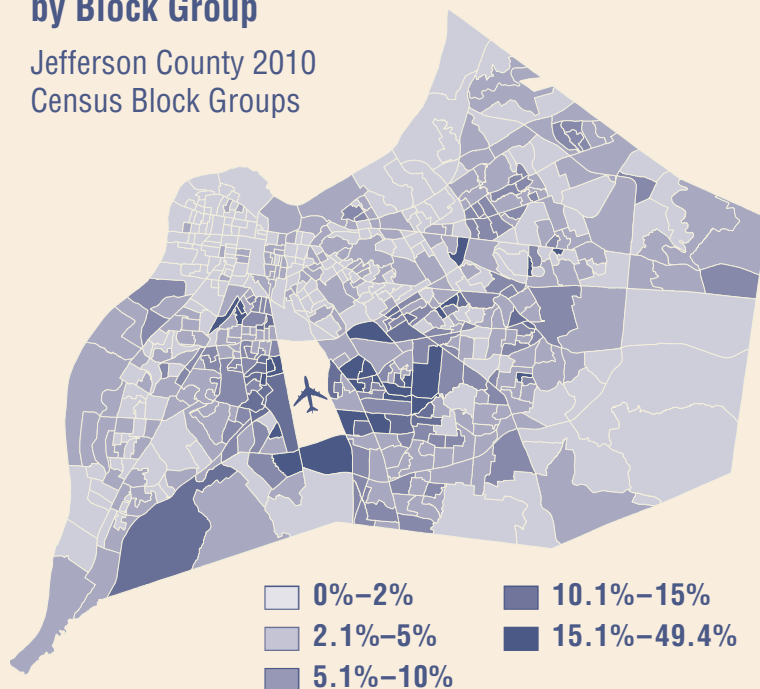 by Block Group
Jefferson County 2010
Census Block Groups
0%–2%
2.1%–5%
5.1%–10%
10.1%–15%
15.1%–49.4%